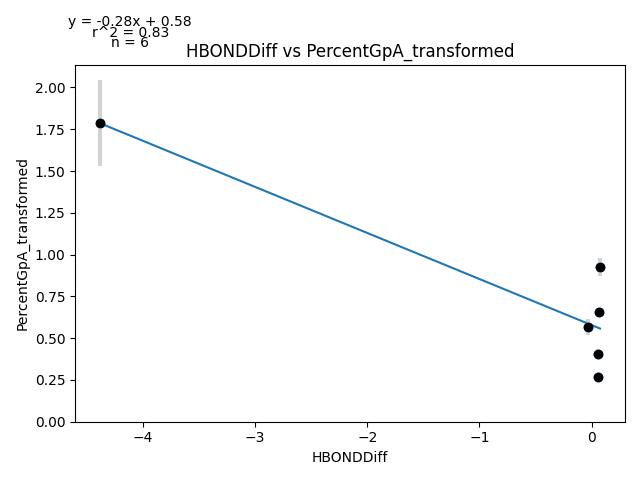 y = -0.28x + 0.58
r^2 = 0.83
n = 6
HBONDDiff vs PercentGpA_transformed
PercentGpA_transformed
2.00
1.75
1.50
1.25
1.00
0.75
0.50
0.25
0.00
−4
−3
−2
−1
0
HBONDDiff